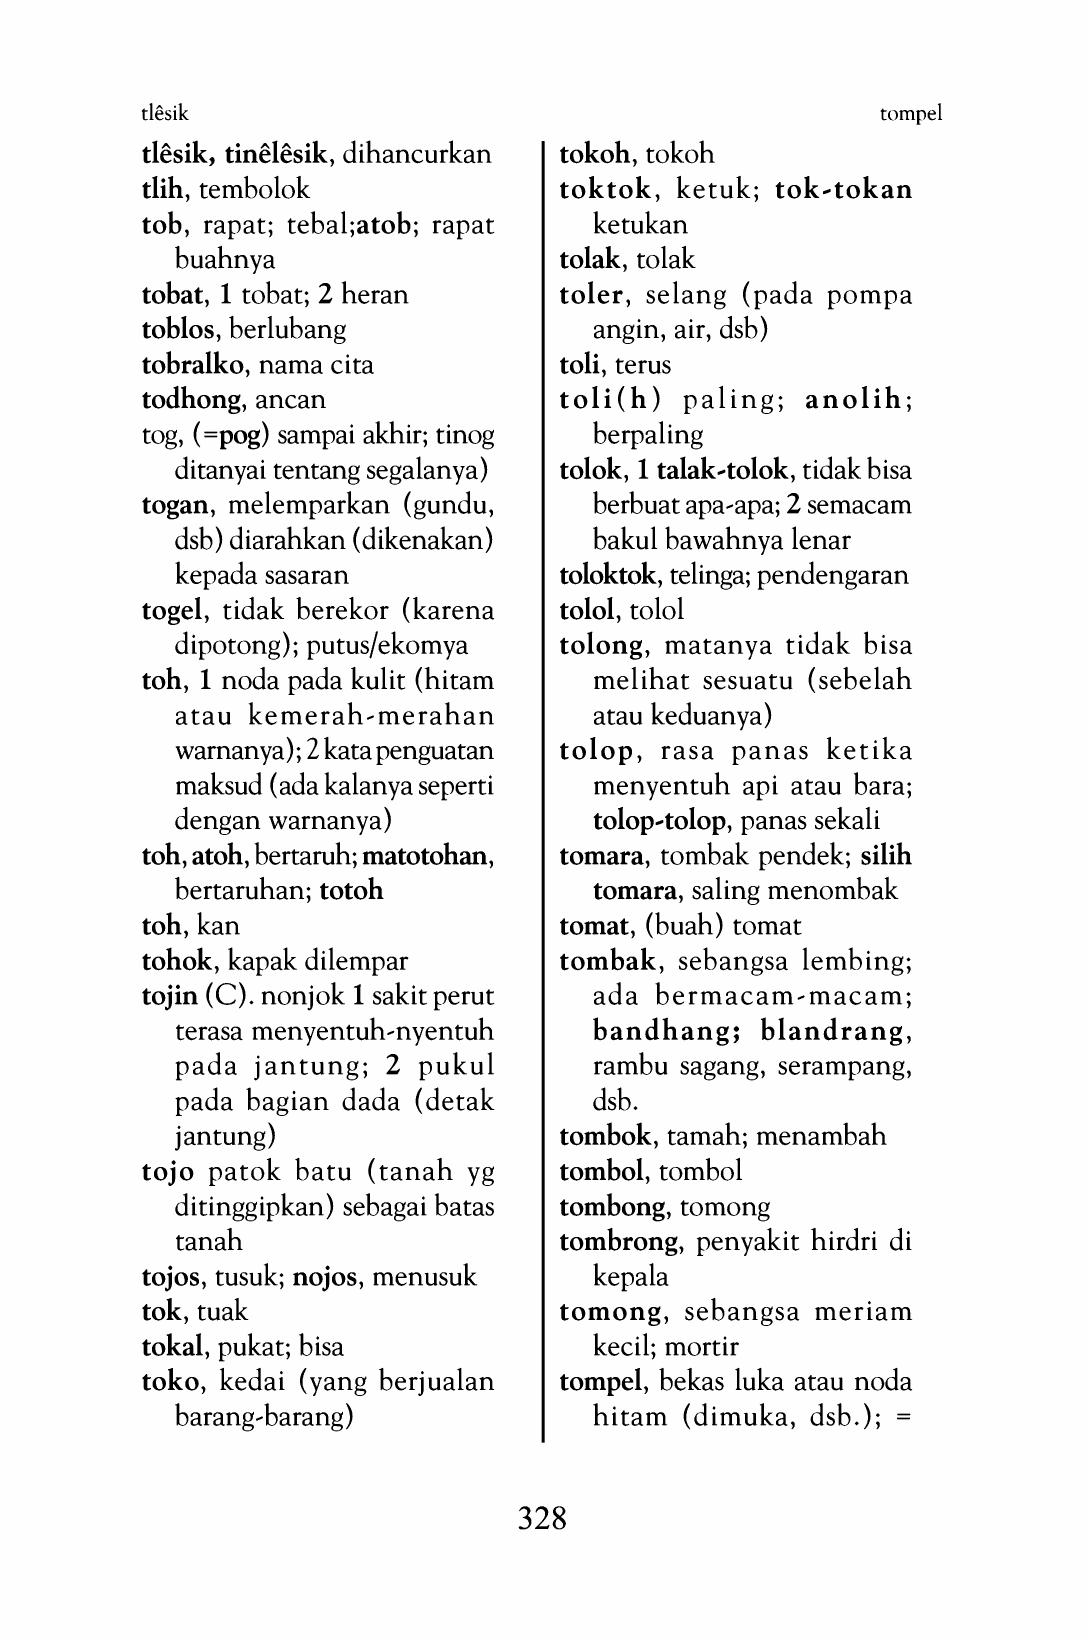 tlêsik
tompel
tlêsik, tinêlêsik, dihancurkan
tlih, tembolok
tob, rapat; tebal;atob; rapat
buahnya
tobat, 1 tobat; 2 heran
toblos, berlubang
tobralko, nama cita
todhong, ancan
tog, (=pog) sampai akhir; tinog
ditanyai tentang segalanya)
togan, melemparkan (gundu,
dsb) diarahkan (dikenakan)
kepada sasaran
togel, tidak berekor (karena
dipotong); putus/ekomya
toh, 1 noda pada kulit (hitam
atau kemerah-merahan
warnanya); 2 kata penguatan
maksud (ada kalanya seperti
dengan warnanya)
toh, atoh, bertaruh; matotohan,
bertaruhan; totoh
toh, kan
tohok, kapak dilempar
tojin (C). nonjok 1 sakit perut
terasa menyentuh-nyentuh
pada jantung; 2 pukul
pada bagian dada (detak
jantung)
tojo patok batu (tanah yg
ditinggipkan) sebagai batas
tanah
tojos, tusuk; nojos, menusuk
tok, tuak
tokal, pukat; bisa
toko, kedai (yang berjualan
barang-barang)
tokoh, tokoh
toktok, ketuk; tok-tokan
ketukan
tolak, tolak
toler, selang (pada pompa
angin, air, dsb)
toli, terus
toli(h) paling; anolih;
berpaling
tolok, 1 talak-tolok, tidak bisa
berbuat apa-apa; 2 semacam
bakul bawahnya lenar
toloktok, telinga; pendengaran
tolol, tolol
tolong, matanya tidak bisa
melihat sesuatu (sebelah
atau keduanya)
tolop, rasa panas ketika
menyentuh api atau bara;
tolop-tolop, panas sekali
tomara, tombak pendek; silih
tomara, saling menombak
tomat, (buah) tomat
tombak, sebangsa lembing;
ada bermacam-macam;
bandhang; blandrang,
rambu sagang, serampang,
dsb.
tombok, tamah; menambah
tombol, tombol
tombong, tomong
tombrong, penyakit hirdri di
kepala
tomong, sebangsa meriam
kecil; mortir
tompel, bekas luka atau noda
hitam (dimuka, dsb.); =
328